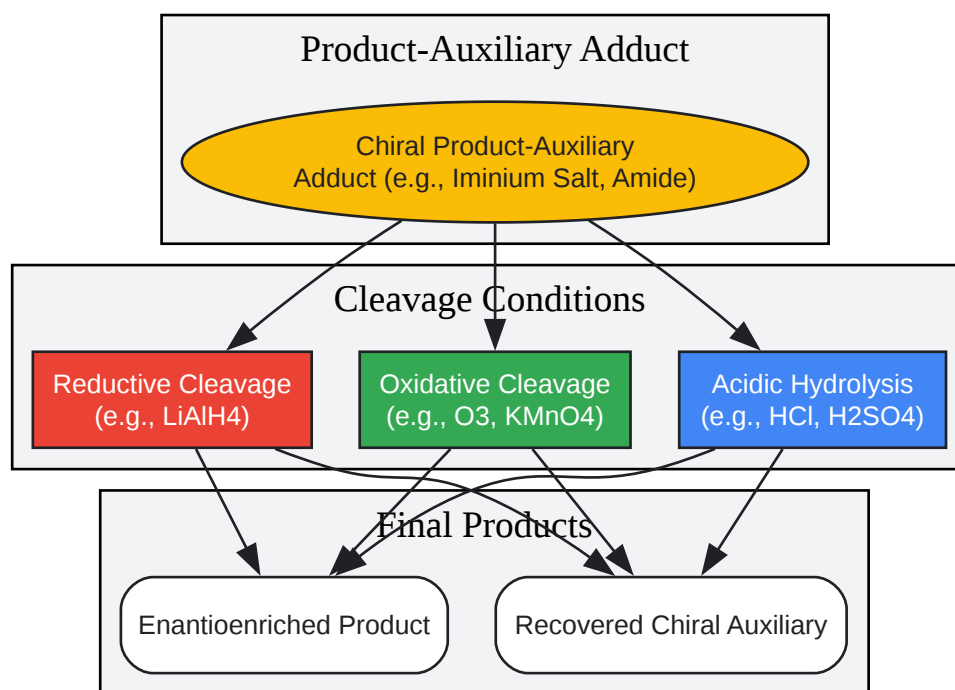 Product-Auxiliary Adduct
Chiral Product-Auxiliary
Adduct (e.g., Iminium Salt, Amide)
Cleavage Conditions
Reductive Cleavage
(e.g., LiAlH4)
Oxidative Cleavage
(e.g., O3, KMnO4)
Acidic Hydrolysis
(e.g., HCl, H2SO4)
Final Products
Enantioenriched Product
Recovered Chiral Auxiliary